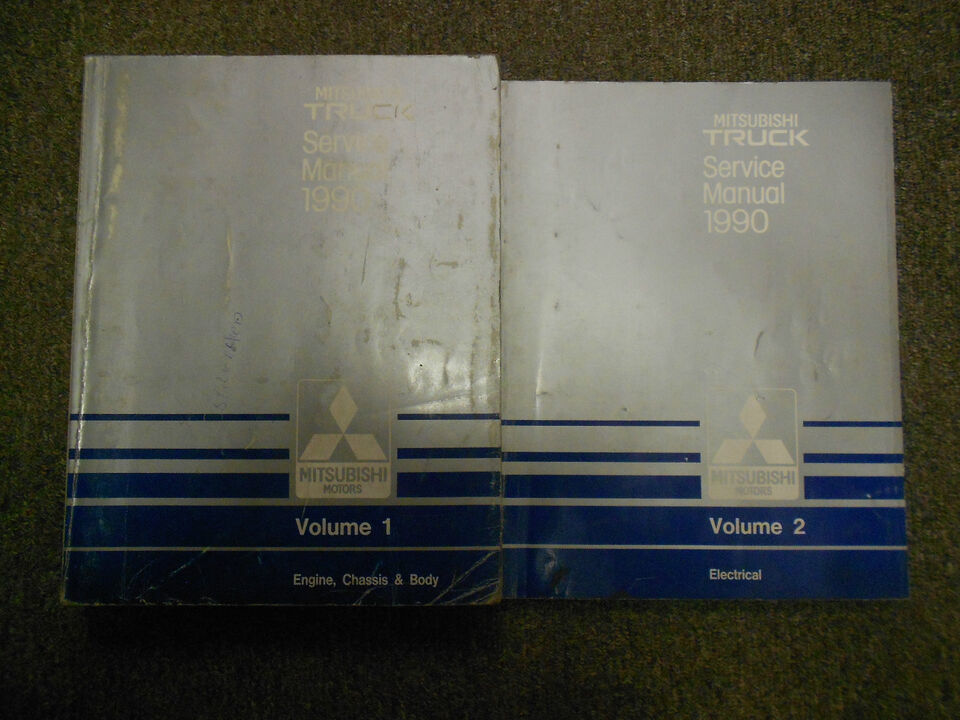 MITSUBISHI
TRUCK
Service
Manual
1990
MITSUBISHI
MOTORS
Volume 1
Engine, Chassis & Body
MITSUBISHI
TRUCK
Service
Manual
1990
MITSUBISHI
MOTORS
Volume 2
Electrical